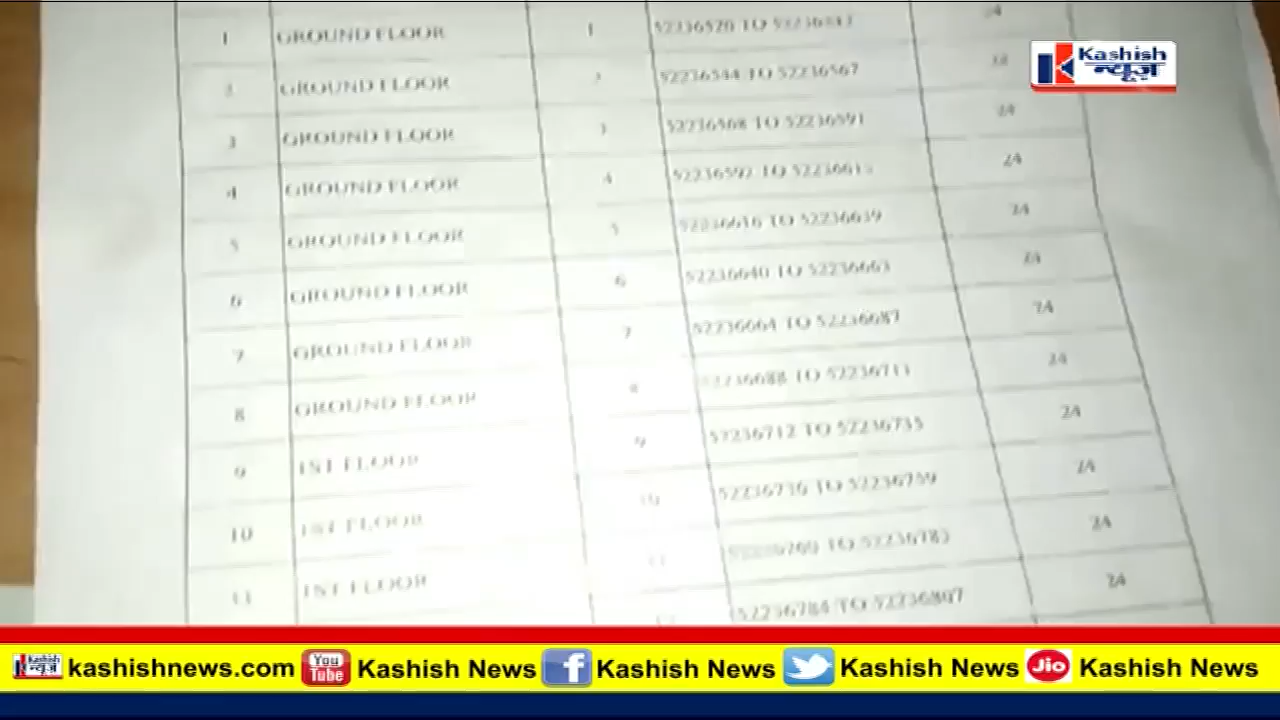 1 GROUND FLOOR 1 52236520 TO 52236543 24
2 GROUND FLOOR 2 52236544 TO 52236567 24
3 GROUND FLOOR 3 52236568 TO 52236591 24
4 GROUND FLOOR 4 52236592 TO 52236615 24
5 GROUND FLOOR 5 52236616 TO 52236639 24
6 GROUND FLOOR 6 52236640 TO 52236663 24
7 GROUND FLOOR 7 52236664 TO 52236687 24
8 GROUND FLOOR 8 52236688 TO 52236711 24
9 1ST FLOOR 9 52236712 TO 52236735 24
10 1ST FLOOR 10 52236736 TO 52236759 24
11 1ST FLOOR 11 52236760 TO 52236783 24
52236784 TO 52236807 24
Kashish
न्यूज़
Kashish न्यूज़ kashishnews.com You Tube Kashish News f Kashish News Kashish News Jio Kashish News